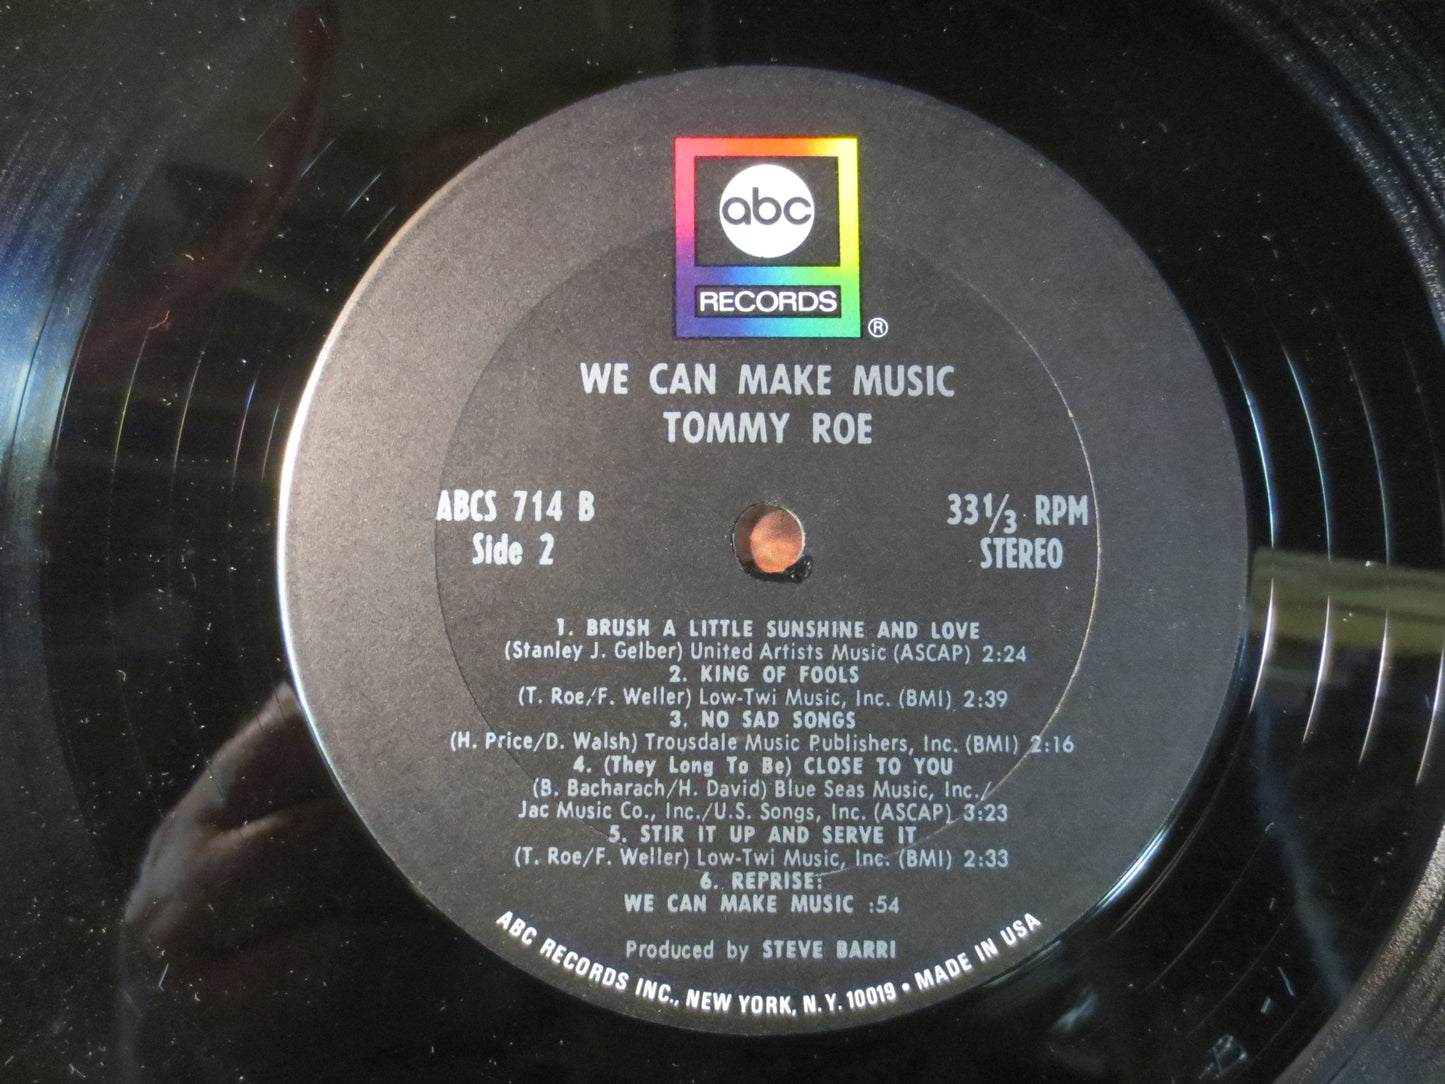 abc
RECORDS
®
WE CAN MAKE MUSIC
TOMMY ROE
ABCS 714 B
Side 2
33 1/3 RPM
STEREO
1. BRUSH A LITTLE SUNSHINE AND LOVE
(Stanley J. Gelber) United Artists Music (ASCAP) 2:24
2. KING OF FOOLS
(T. Roe/F. Weller) Low-Twi Music, Inc. (BMI) 2:39
3. NO SAD SONGS
(H. Price/D. Walsh) Trousdale Music Publishers, Inc. (BMI) 2:16
4. (They Long To Be) CLOSE TO YOU
(B. Bacharach/H. David) Blue Seas Music, Inc./
Jac Music Co., Inc./U.S. Songs, Inc. (ASCAP) 3:23
5. STIR IT UP AND SERVE IT
(T. Roe/F. Weller) Low-Twi Music, Inc. (BMI) 2:33
6. REPRISE:
WE CAN MAKE MUSIC :54
Produced by STEVE BARRI
ABC RECORDS INC., NEW YORK, N.Y. 10019 • MADE IN USA